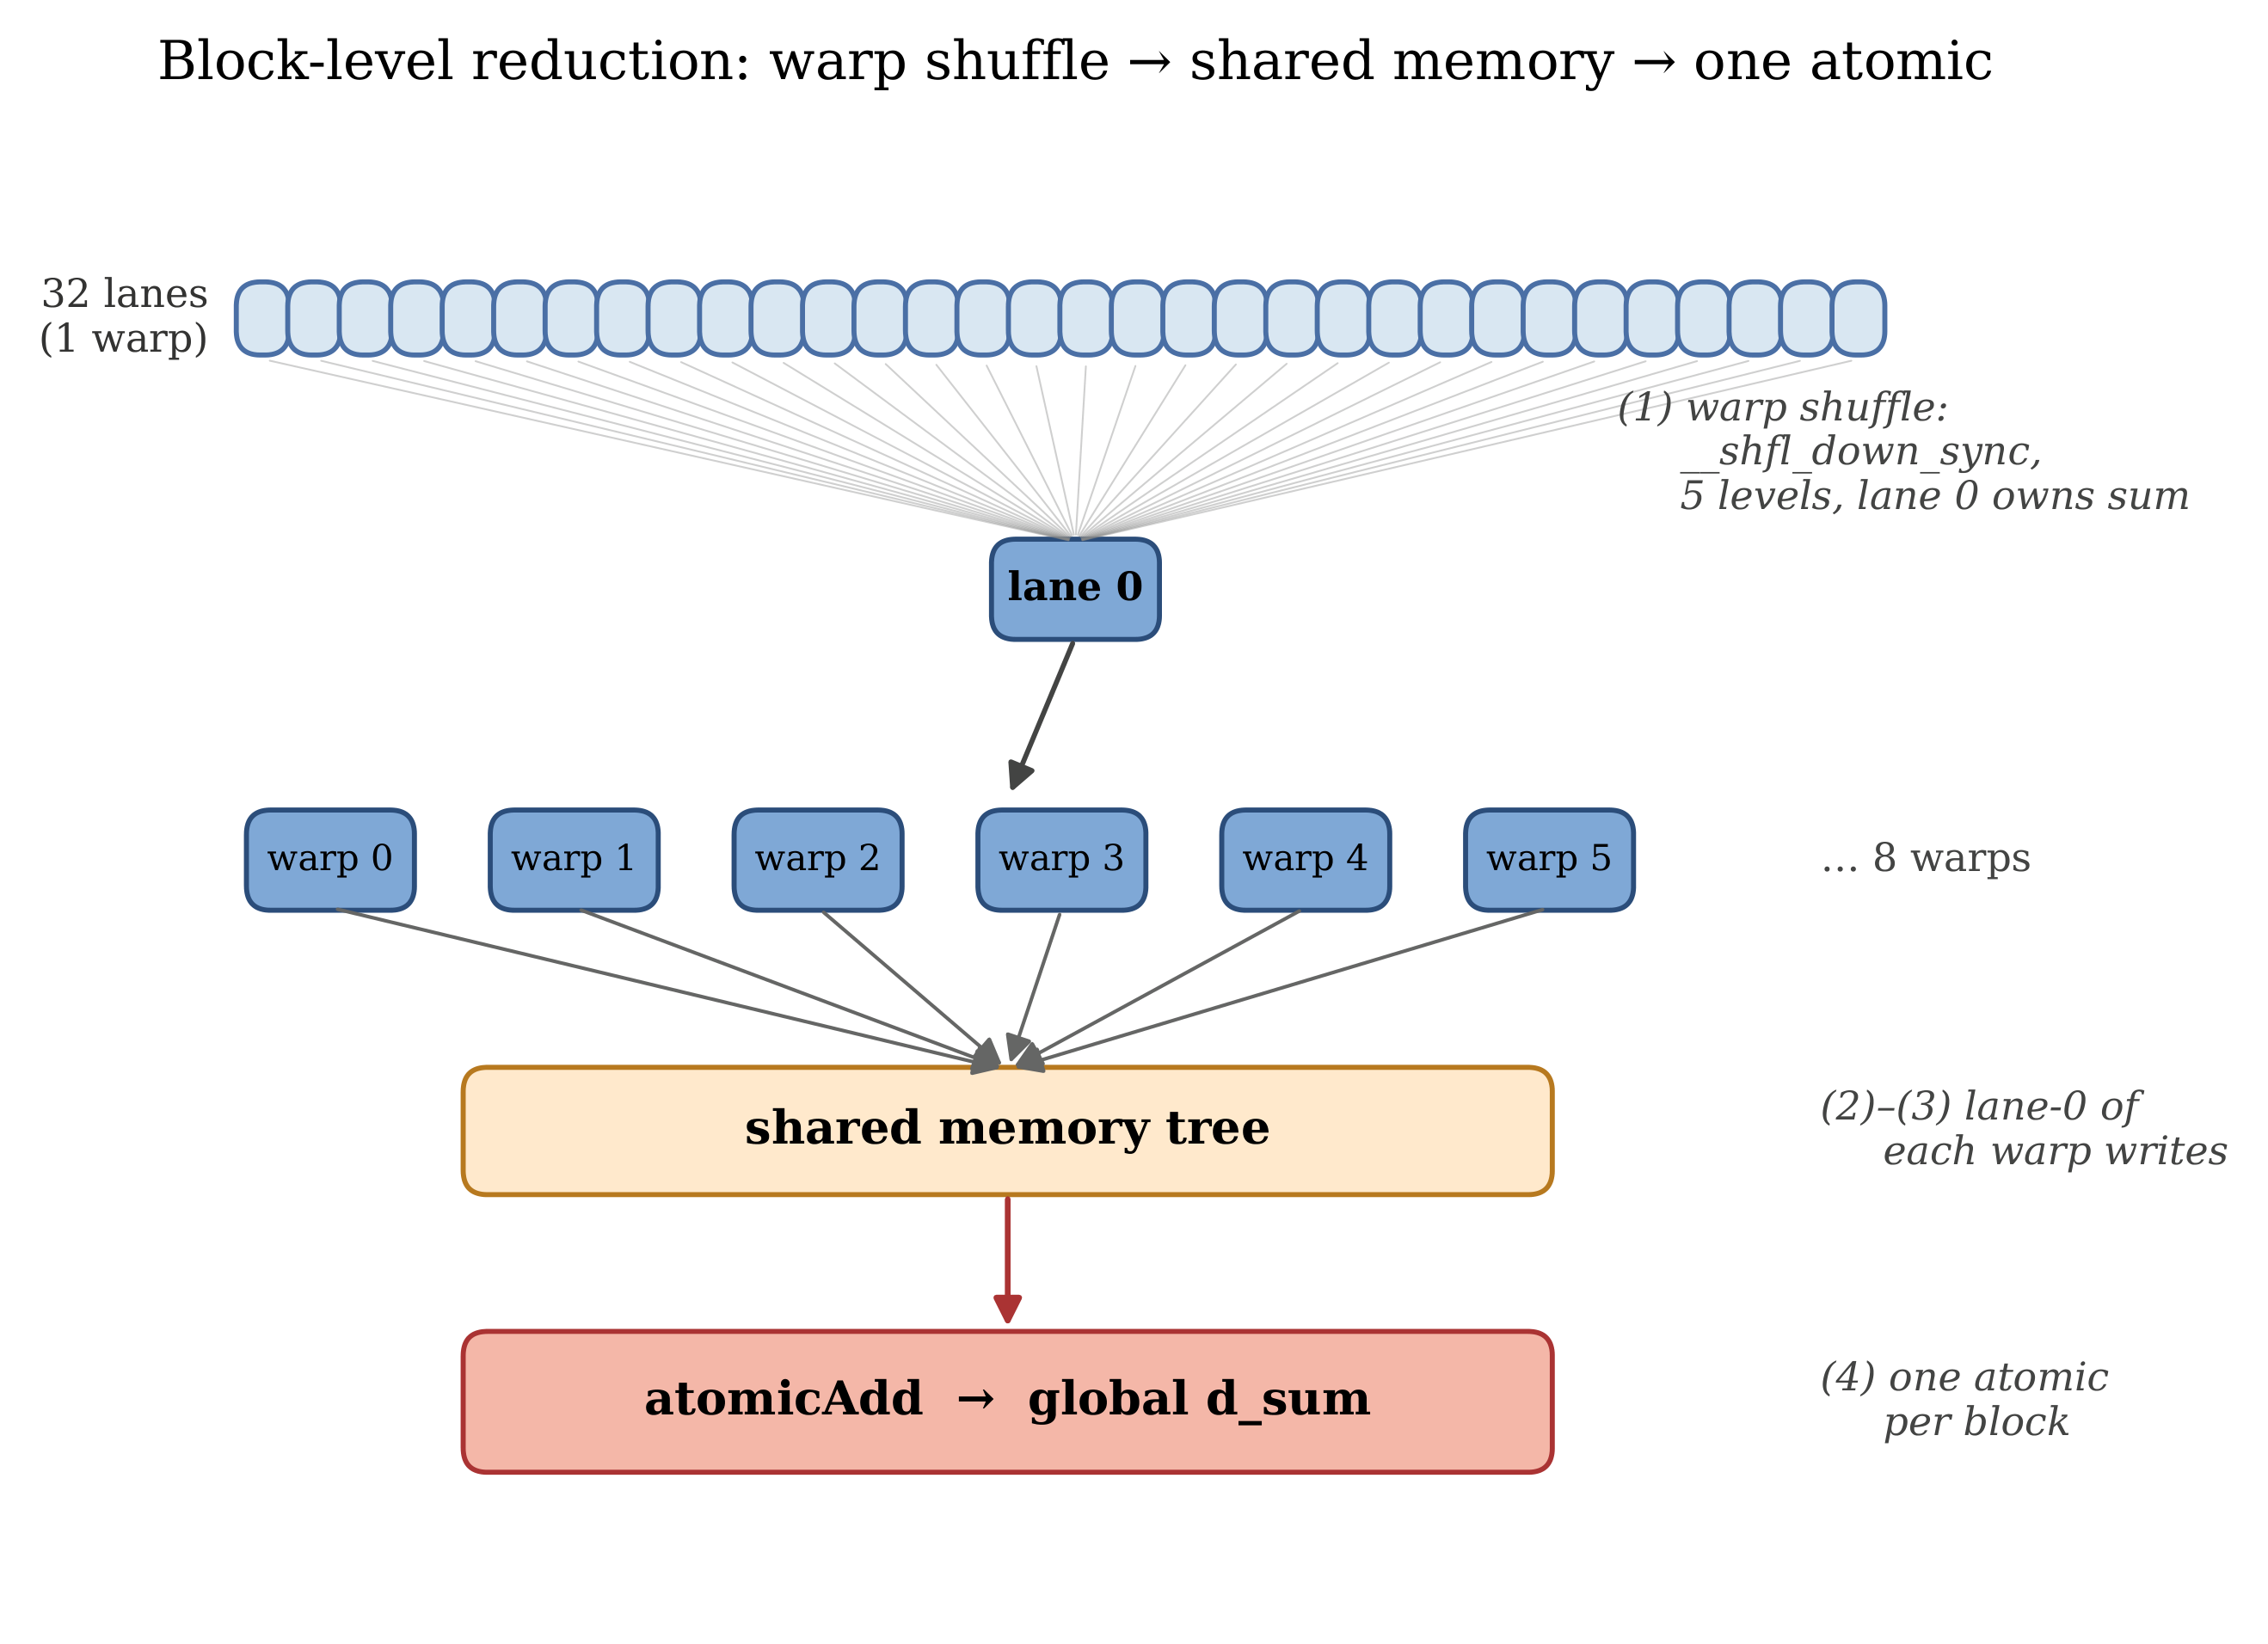 Block-level reduction: warp shuffle → shared memory → one atomic
32 lanes
(1 warp)
(1) warp shuffle:
__shfl_down_sync,
5 levels, lane 0 owns sum
lane 0
warp 0
warp 1
warp 2
warp 3
warp 4
warp 5
... 8 warps
shared memory tree
(2)–(3) lane-0 of
each warp writes
atomicAdd → global d_sum
(4) one atomic
per block